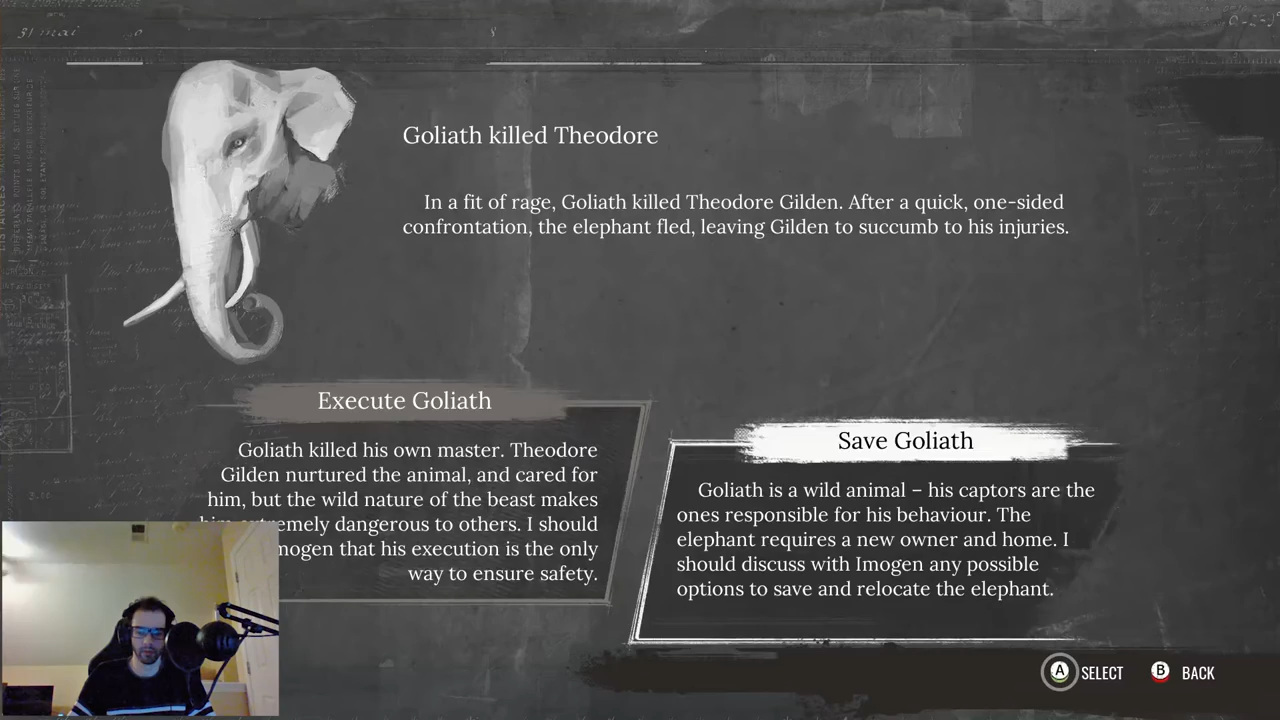 31 mai
Goliath killed Theodore
In a fit of rage, Goliath killed Theodore Gilden. After a quick, one-sided
confrontation, the elephant fled, leaving Gilden to succumb to his injuries.
Execute Goliath
Goliath killed his own master. Theodore
Gilden nurtured the animal, and cared for
him, but the wild nature of the beast makes
him extremely dangerous to others. I should
mogen that his execution is the only
way to ensure safety.
Save Goliath
Goliath is a wild animal – his captors are the
ones responsible for his behaviour. The
elephant requires a new owner and home. I
should discuss with Imogen any possible
options to save and relocate the elephant.
A SELECT B BACK